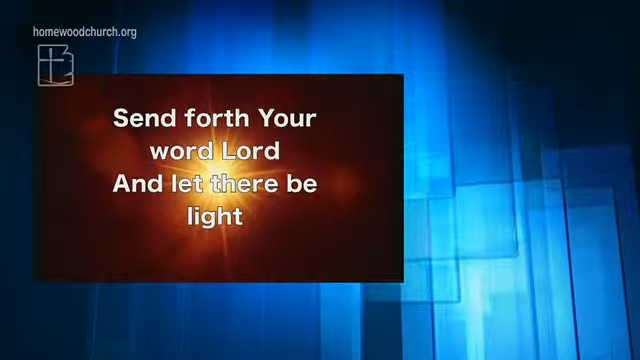 homewoodchurch.org
Send forth Your
word Lord
And let there be
light